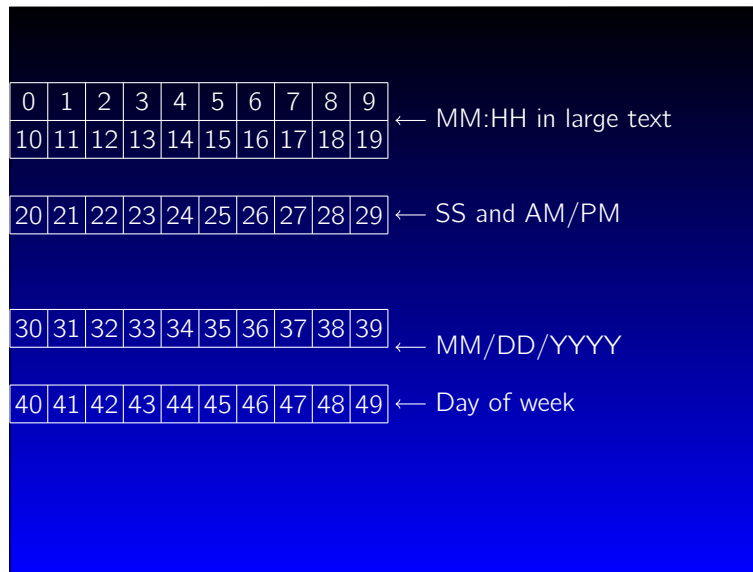 0 1 2 3 4 5 6 7 8 9
10 11 12 13 14 15 16 17 18 19
← MM:HH in large text
20 21 22 23 24 25 26 27 28 29 ← SS and AM/PM
30 31 32 33 34 35 36 37 38 39
← MM/DD/YYYY
40 41 42 43 44 45 46 47 48 49 ← Day of week